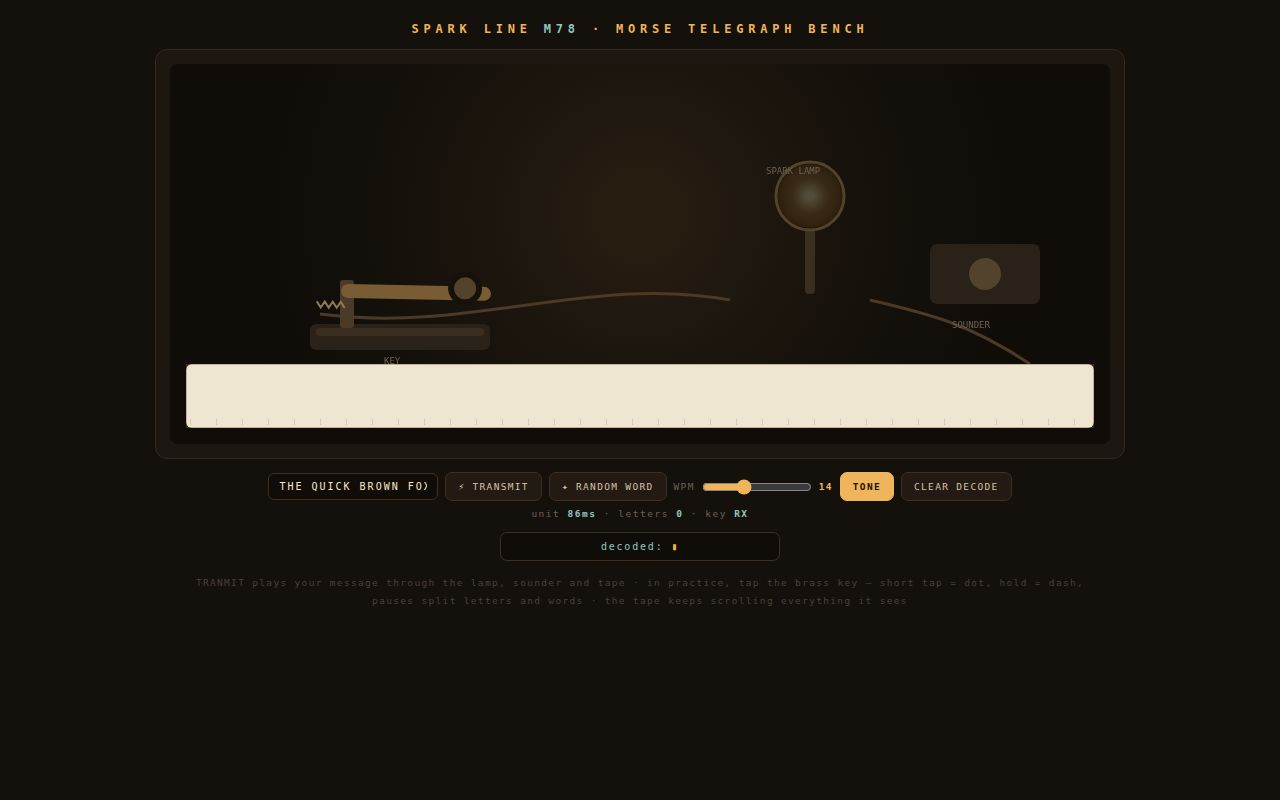 SPARK LINE M78 · MORSE TELEGRAPH BENCH
SPARK LAMP
SOUNDER
KEY
THE QUICK BROWN FO
⚡ TRANSMIT
✦ RANDOM WORD
WPM
14
TONE
CLEAR DECODE
unit 86ms · letters 0 · key RX
decoded: ▮
TRANMIT plays your message through the lamp, sounder and tape · in practice, tap the brass key — short tap = dot, hold = dash,
pauses split letters and words · the tape keeps scrolling everything it sees